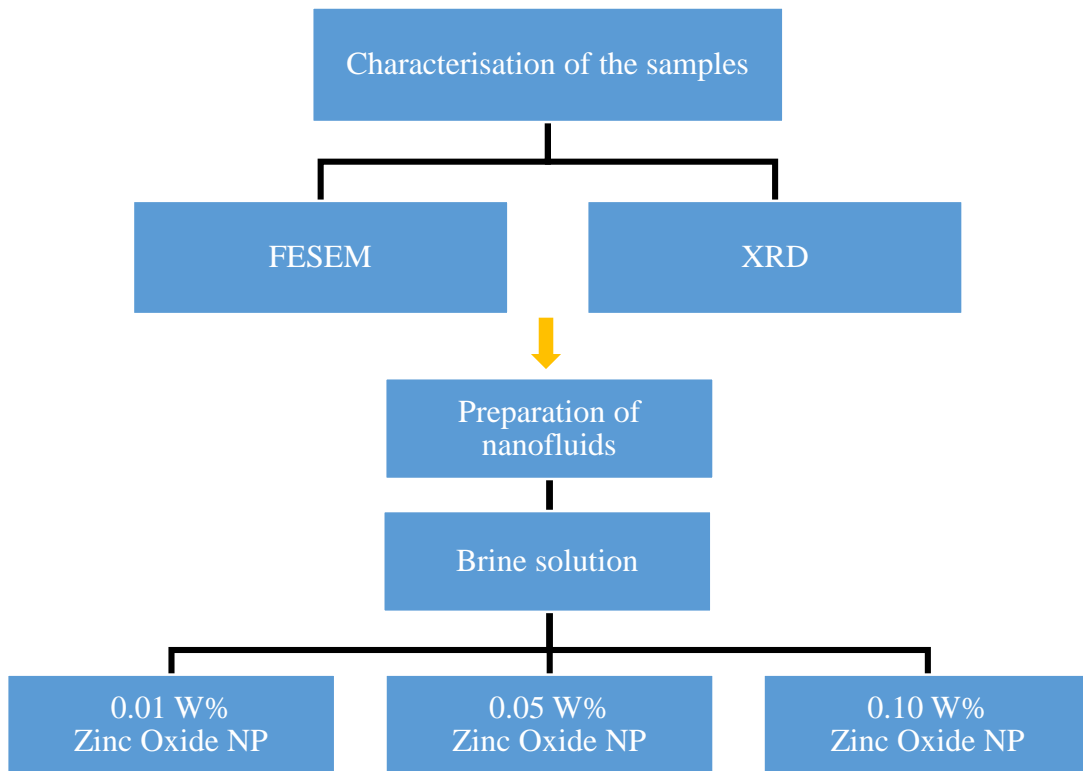 Characterisation of the samples
FESEM
XRD
Preparation of
nanofluids
Brine solution
0.01 W%
Zinc Oxide NP
0.05 W%
Zinc Oxide NP
0.10 W%
Zinc Oxide NP